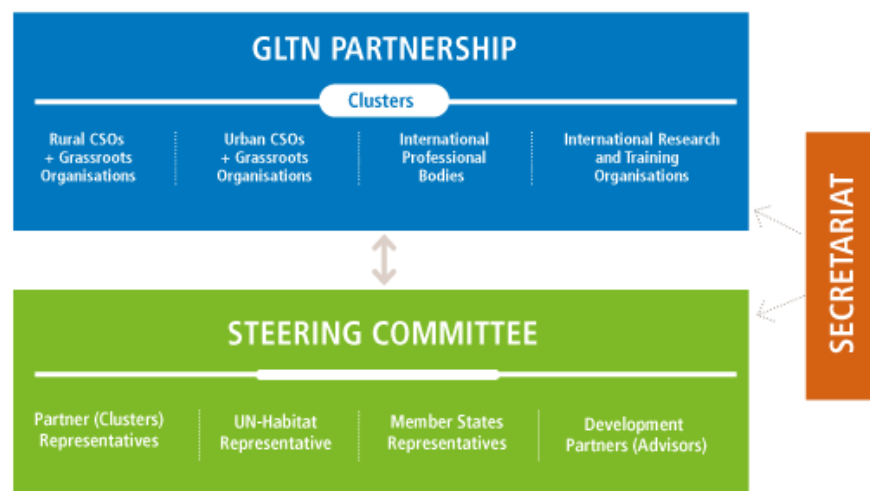 GLTN PARTNERSHIP
Clusters
Rural CSOs
+ Grassroots
Organisations
Urban CSOs
+ Grassroots
Organisations
International
Professional
Bodies
International Research
and Training
Organisations
SECRETARIAT
STEERING COMMITTEE
Partner (Clusters)
Representatives
UN-Habitat
Representative
Member States
Representatives
Development
Partners (Advisors)